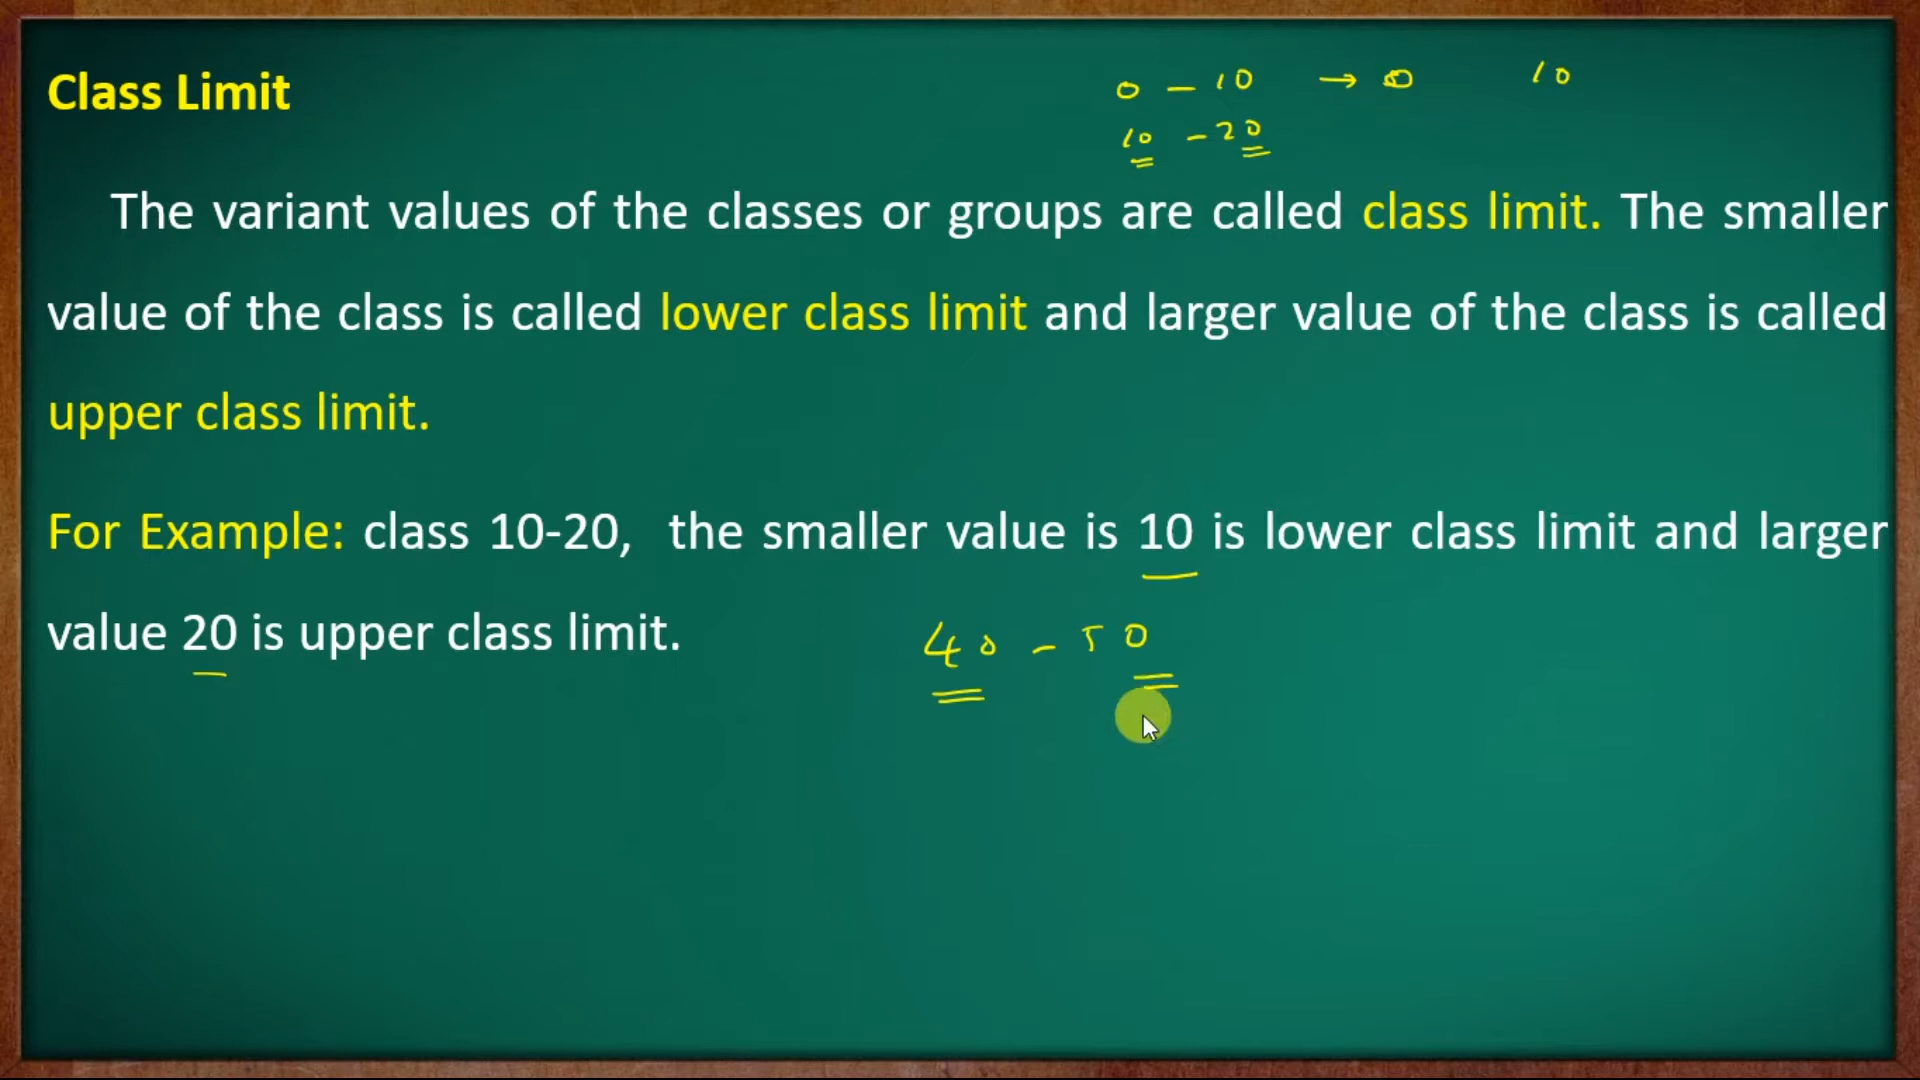 Class Limit
0 - 10 → 0 10
10 - 20
The variant values of the classes or groups are called class limit. The smaller
value of the class is called lower class limit and larger value of the class is called
upper class limit.
For Example: class 10-20, the smaller value is 10 is lower class limit and larger
value 20 is upper class limit.
40 - 50